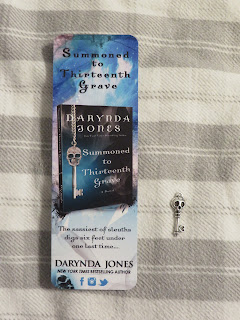 Summoned
to
Thirteenth
Grave
DARYNDA
JONES
Summoned
to
Thirteenth
Grave
The sassiest of sleuths
digs six feet under
one last time...
DARYNDA JONES
NEW YORK TIMES BESTSELLING AUTHOR